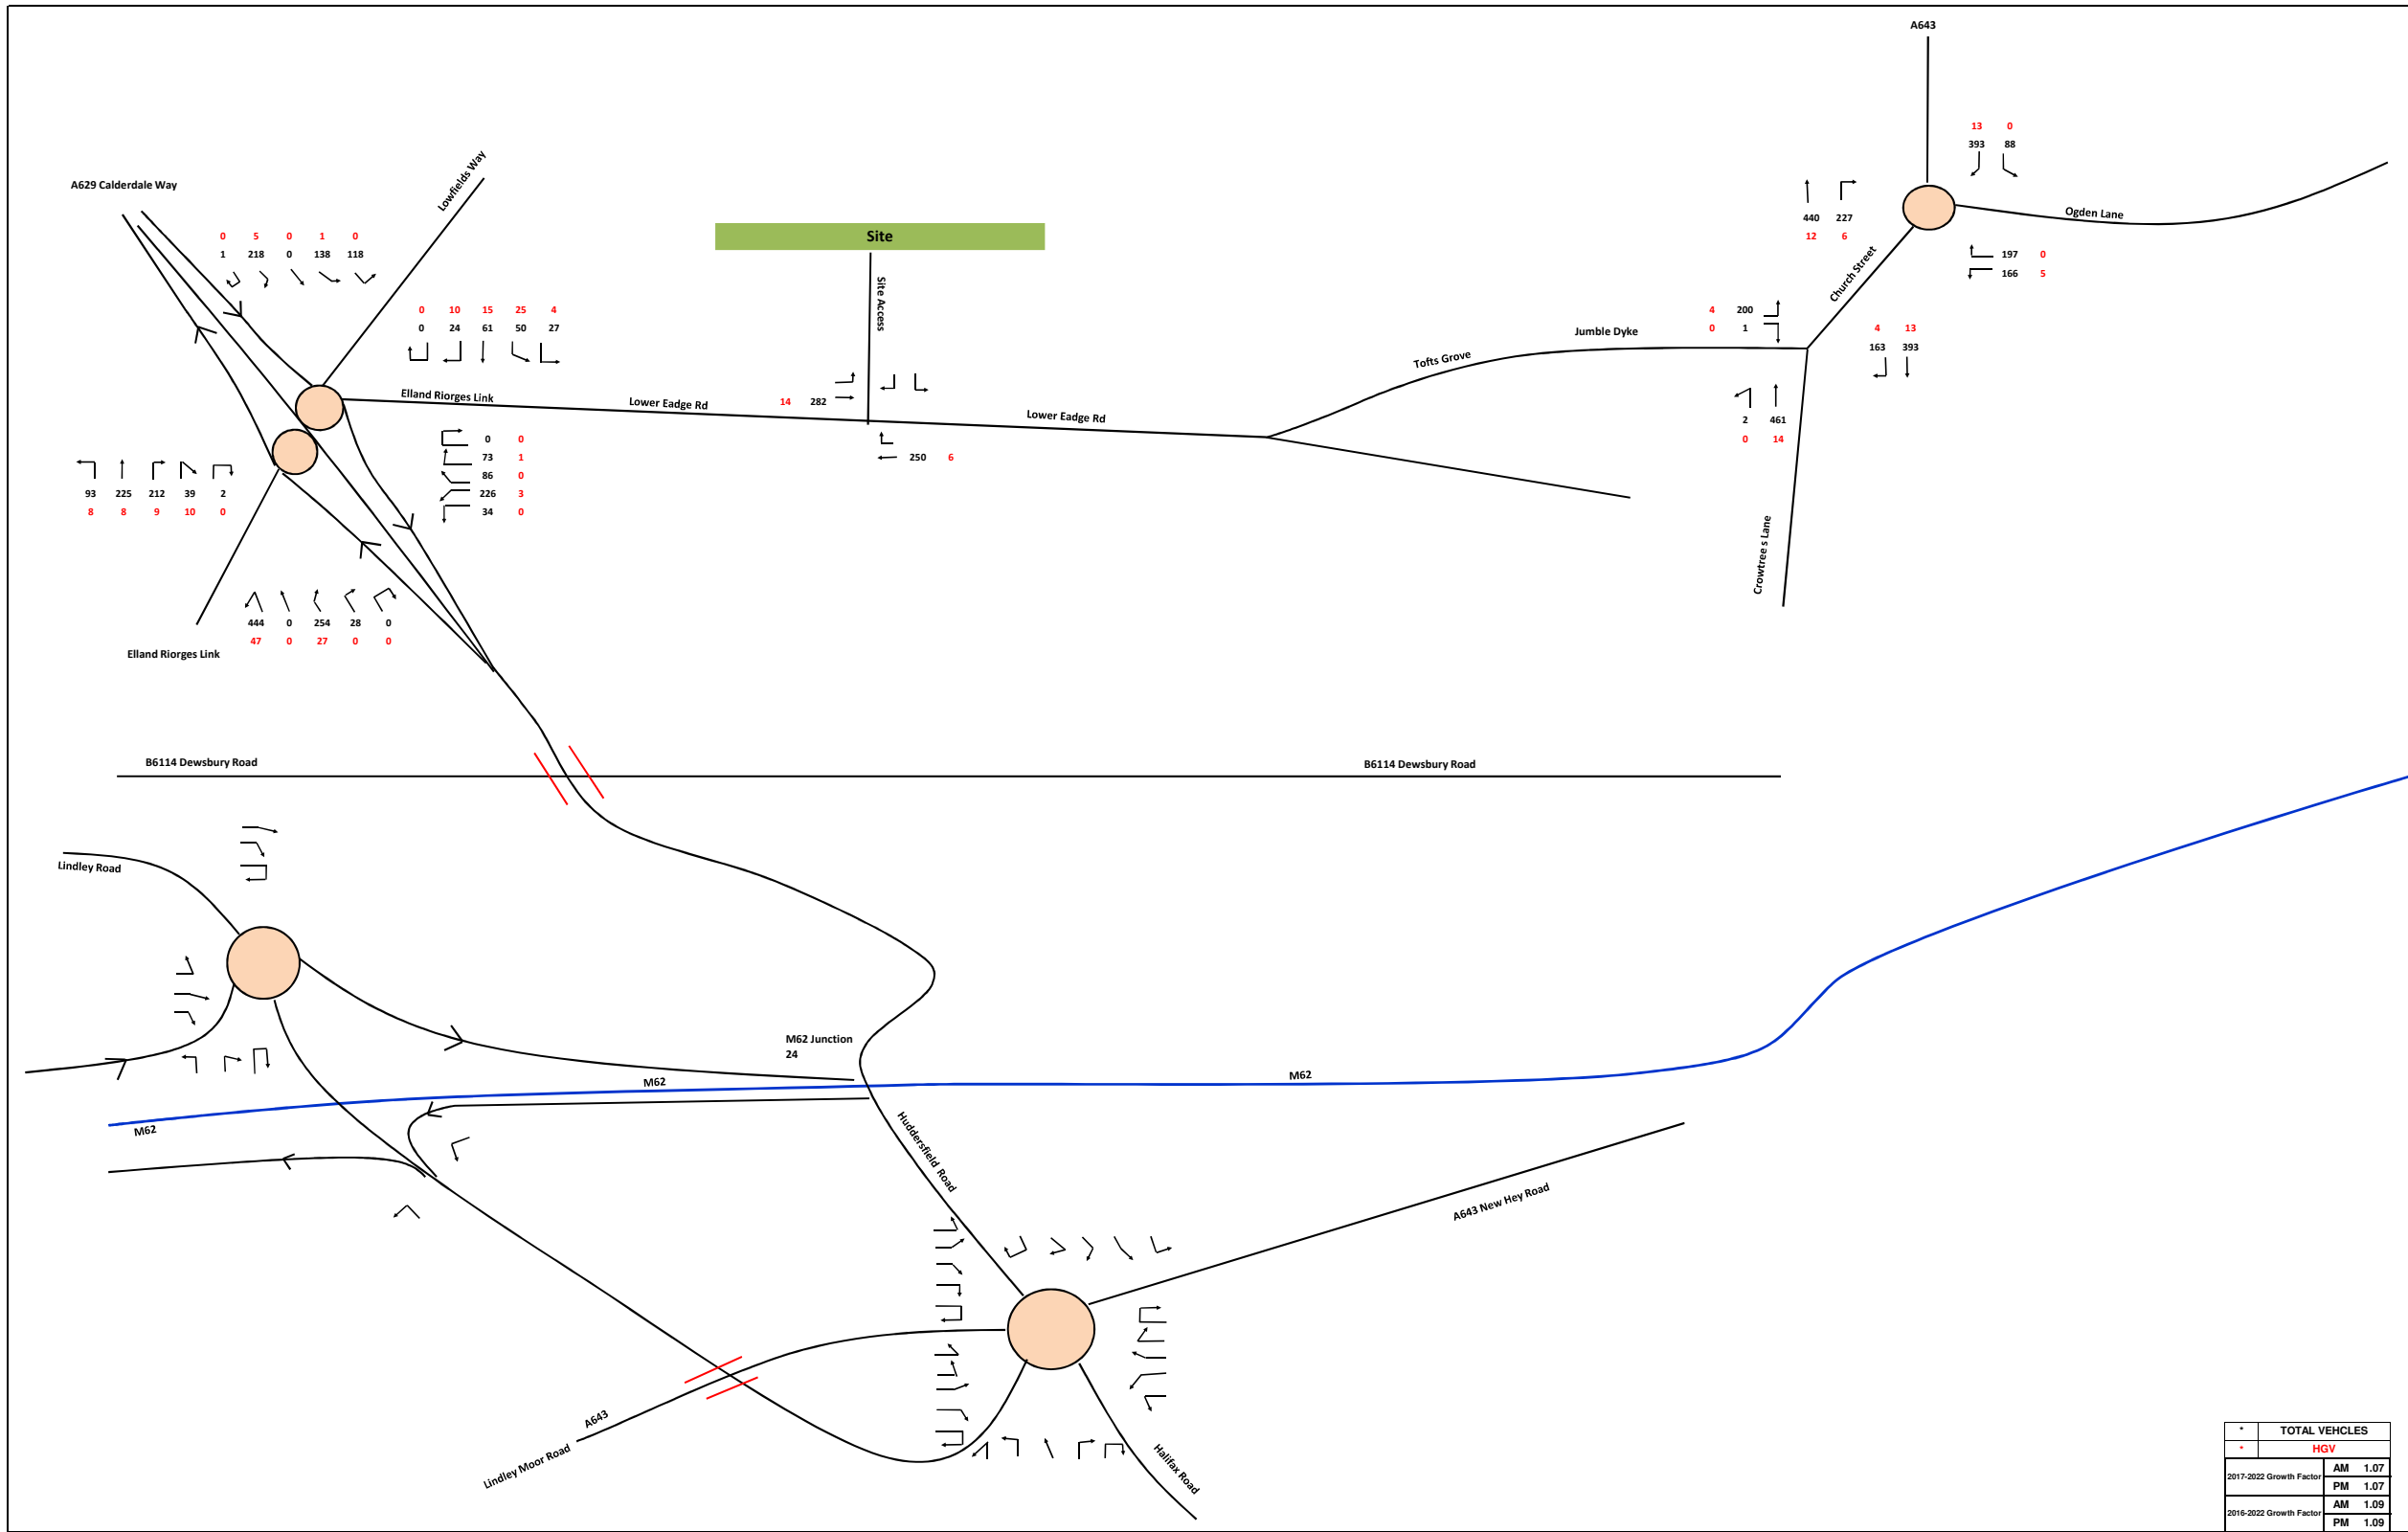 A643
13 0
393 88
Lowfields Way
A629 Calderdale Way
440 227
12 6
Ogden Lane
0 5 0 1 0
1 218 0 138 118
Site
197 0
166 5
Church Street
Site Access
0 10 15 25 4
0 24 61 50 27
4 200
0 1
Jumble Dyke
4 13
163 393
Tofts Grove
Elland Riorges Link
Lower Eadge Rd
14 282
Lower Eadge Rd
2 461
0 14
0 0
73 1
86 0
226 3
34 0
250 6
93 225 212 39 2
8 8 9 10 0
Crowtree s Lane
444 0 254 28 0
47 0 27 0 0
Elland Riorges Link
B6114 Dewsbury Road
B6114 Dewsbury Road
Lindley Road
M62 Junction
24
M62
M62
M62
Huddersfield Road
A643 New Hey Road
A643
Lindley Moor Road
Halifax Road
* TOTAL VEHCLES
* HGV
2017-2022 Growth Factor AM 1.07
PM 1.07
2016-2022 Growth Factor AM 1.09
PM 1.09